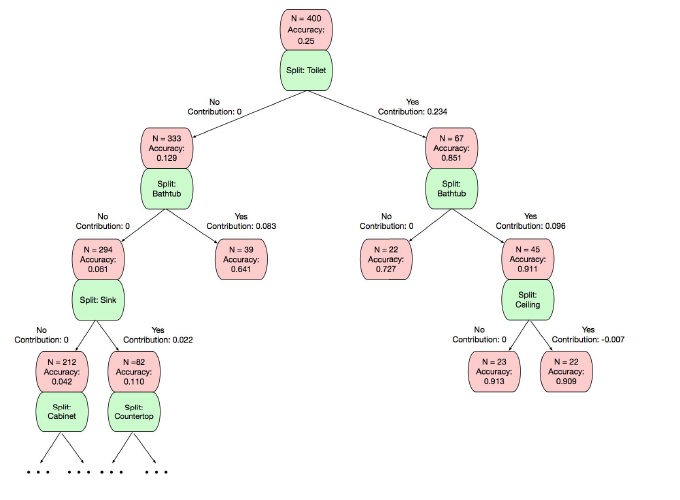 N = 400
Accuracy:
0.25
Split: Toilet
No
Contribution: 0
Yes
Contribution: 0.234
N = 333
Accuracy:
0.129
Split:
Bathtub
N = 67
Accuracy:
0.851
Split:
Bathtub
No
Contribution: 0
Yes
Contribution: 0.083
No
Contribution: 0
Yes
Contribution: 0.096
N = 294
Accuracy:
0.061
Split: Sink
N = 39
Accuracy:
0.641
N = 22
Accuracy:
0.727
N = 45
Accuracy:
0.911
Split:
Ceiling
No
Contribution: 0
Yes
Contribution: 0.022
No
Contribution: 0
Yes
Contribution: -0.007
N = 212
Accuracy:
0.042
Split:
Cabinet
N =82
Accuracy:
0.110
Split:
Countertop
N = 23
Accuracy:
0.913
N = 22
Accuracy:
0.909
• • •   • • •   • • •   • • •